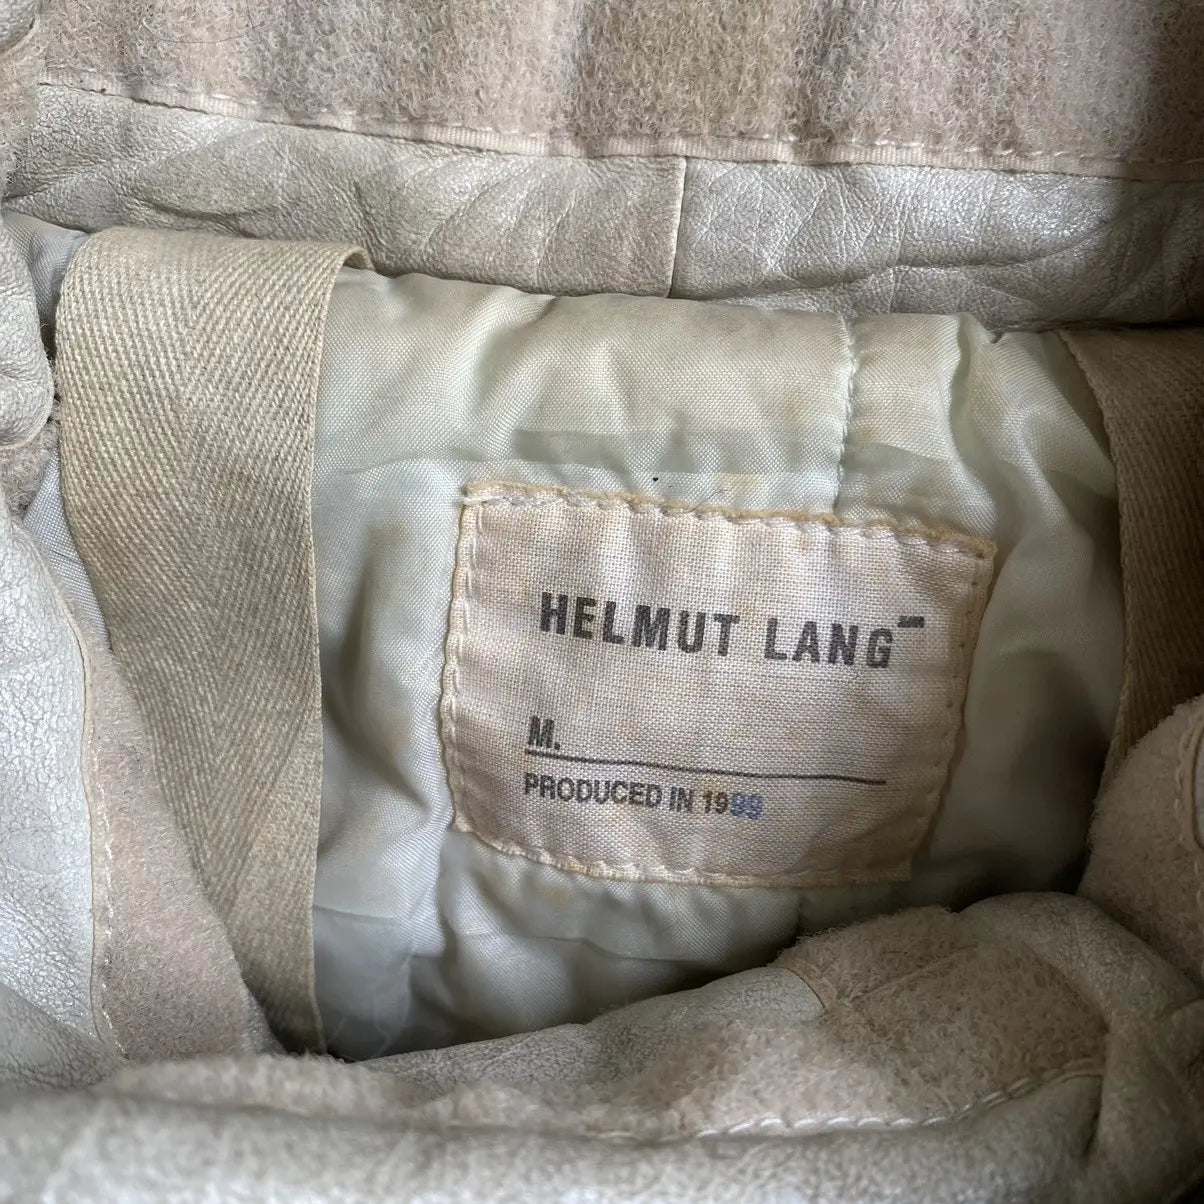 HELMUT LANG
M.
PRODUCED IN 1999